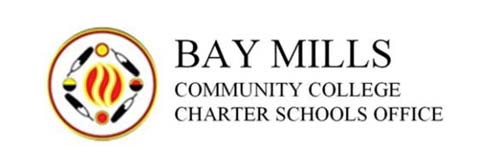 BAY MILLS
COMMUNITY COLLEGE
CHARTER SCHOOLS OFFICE